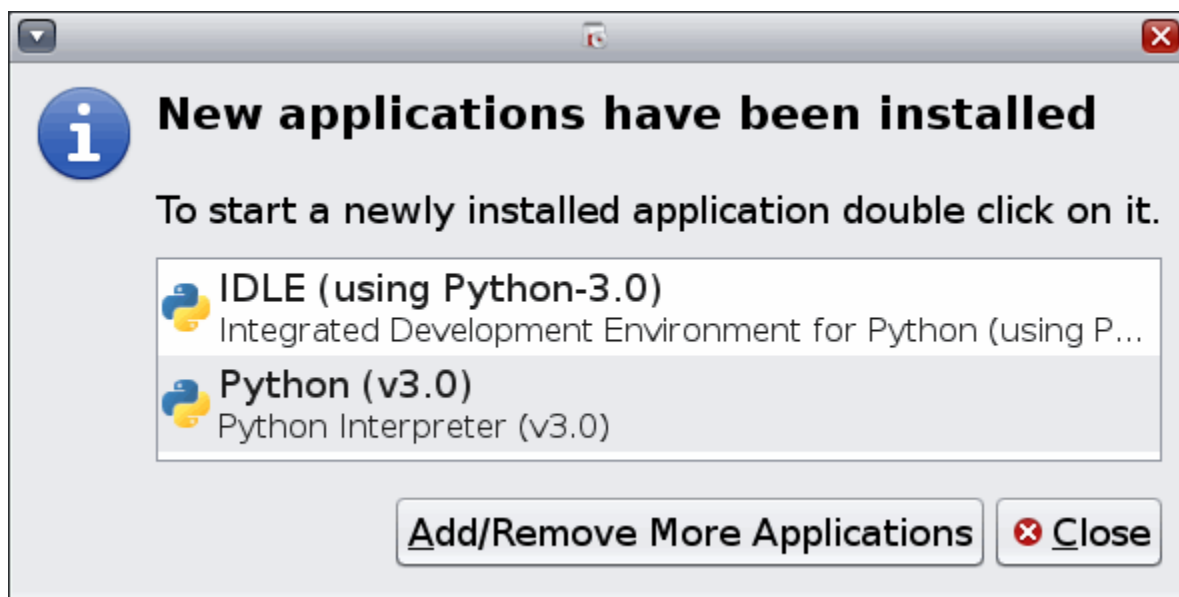 New applications have been installed
To start a newly installed application double click on it.
IDLE (using Python-3.0)
Integrated Development Environment for Python (using P...
Python (v3.0)
Python Interpreter (v3.0)
Add/Remove More Applications
Close